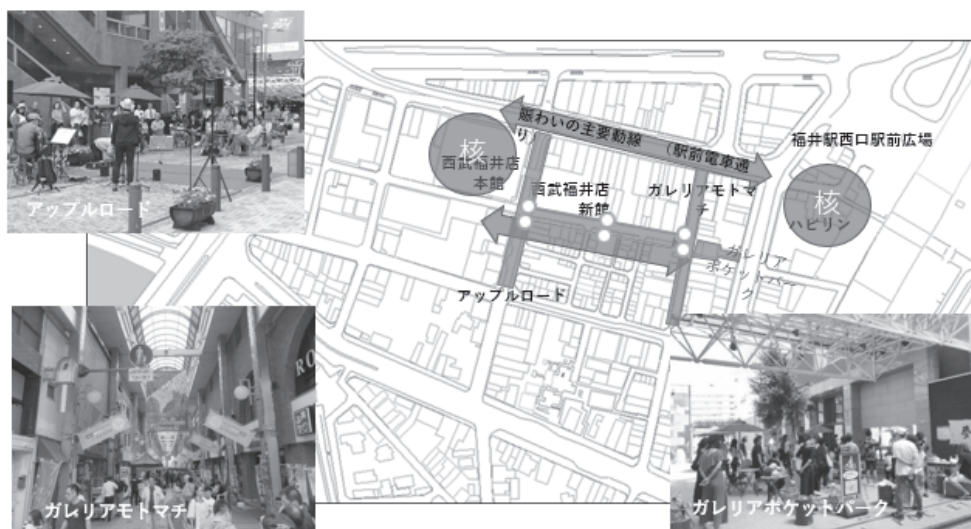 アップルロード
賑わいの主要動線 (駅前電車通
り)
核
西武福井店
本館
福井駅西口駅前広場
核
ハピリン
西武福井店
新館
ガレリアモトマ
チ
ガレリア
ポケットパー
ク
アップルロード
ガレリアモトマチ
ガレリアポケットパーク